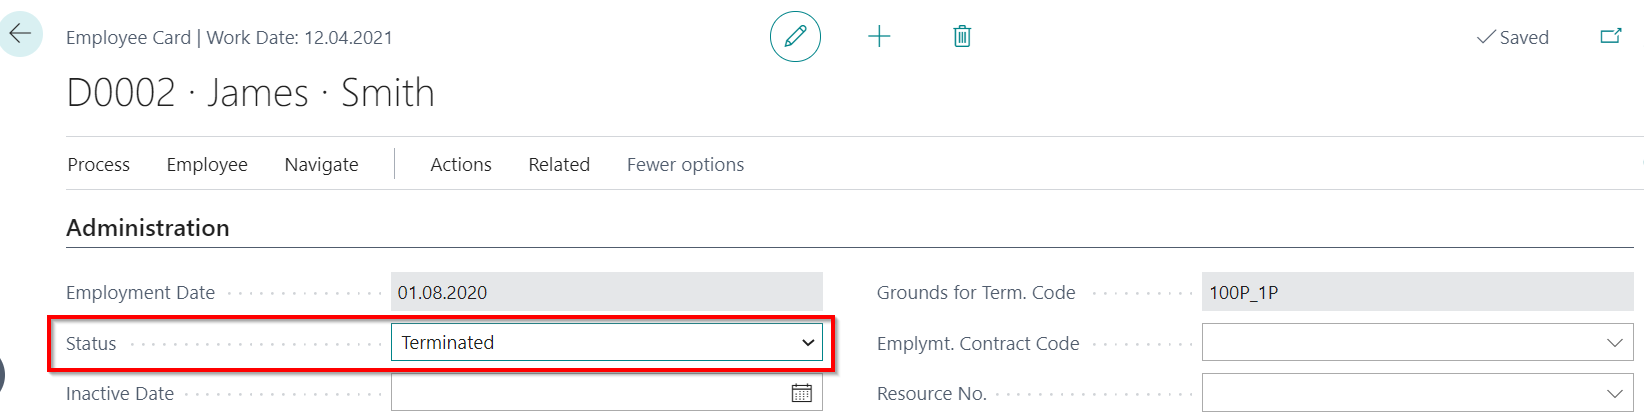 Employee Card | Work Date: 12.04.2021
Saved
D0002 · James · Smith
Process Employee Navigate Actions Related Fewer options
Administration
Employment Date 01.08.2020 Grounds for Term. Code 100P_1P
Status Terminated Emplymt. Contract Code
Inactive Date Resource No.